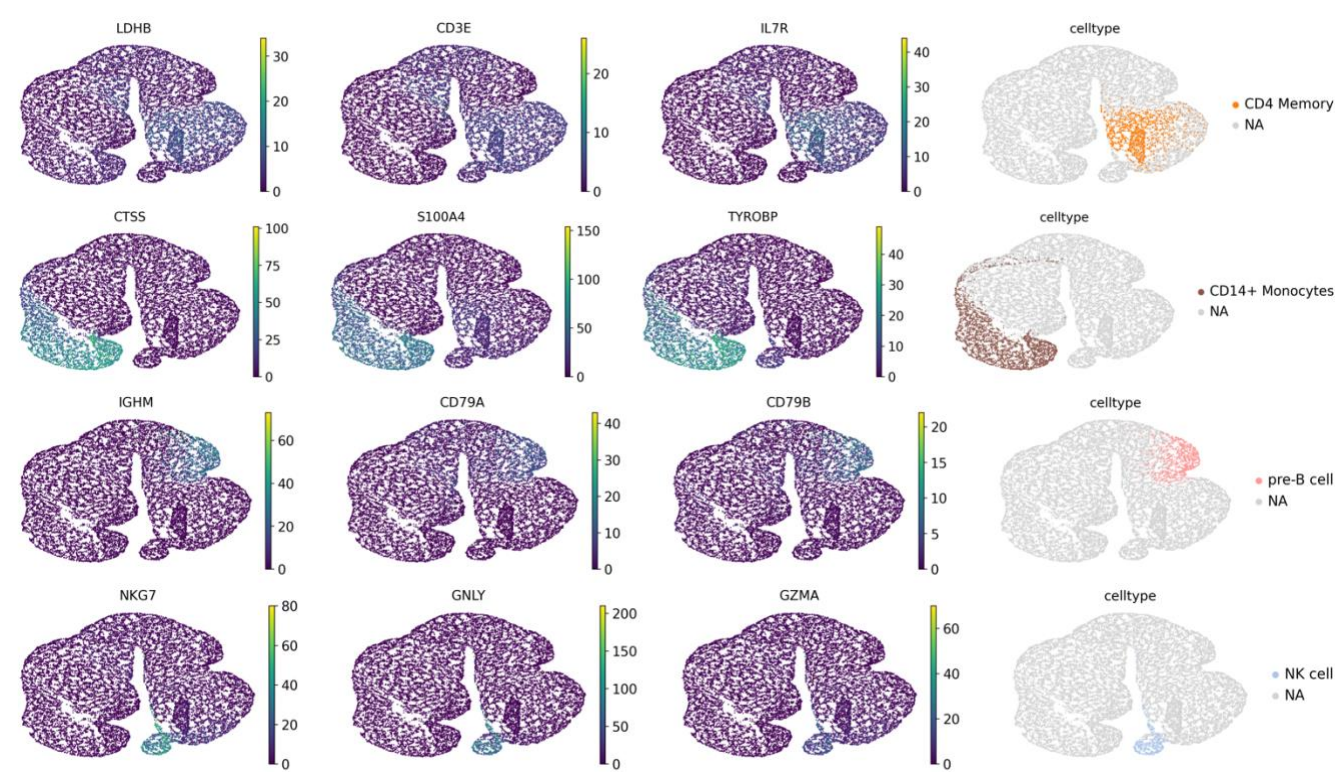 LDHB
30
20
10
0
CD3E
20
10
0
IL7R
40
30
20
10
0
celltype
CD4 Memory
NA
CTSS
100
75
50
25
0
S100A4
150
100
50
0
TYROBP
40
30
20
10
0
celltype
CD14+ Monocytes
NA
IGHM
60
40
20
0
CD79A
40
30
20
10
0
CD79B
20
15
10
5
0
celltype
pre-B cell
NA
NKG7
80
60
40
20
0
GNLY
200
150
100
50
0
GZMA
60
40
20
0
celltype
NK cell
NA